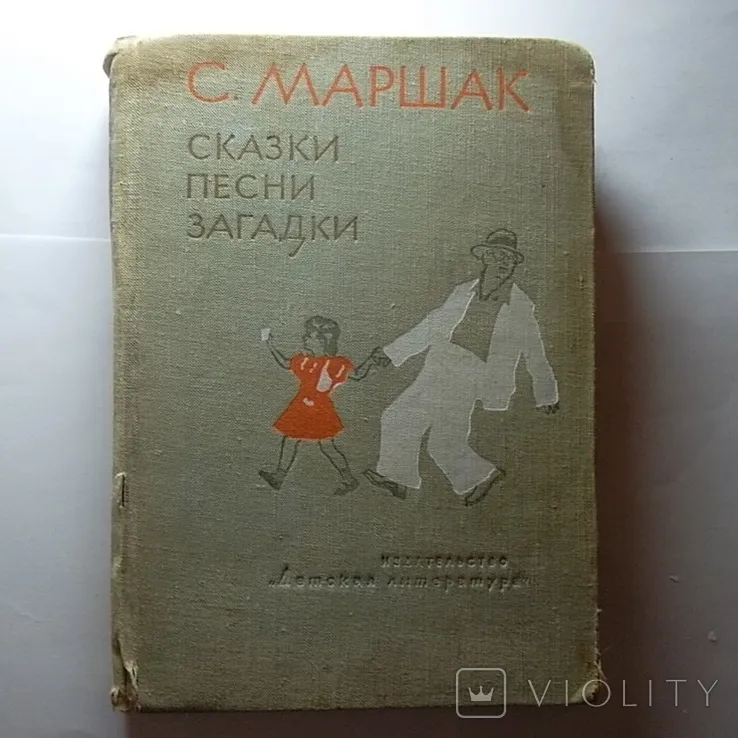 С. МАРШАК
СКАЗКИ
ПЕСНИ
ЗАГАДКИ
ИЗДАТЕЛЬСТВО
„Детская литература“
VIOLITY